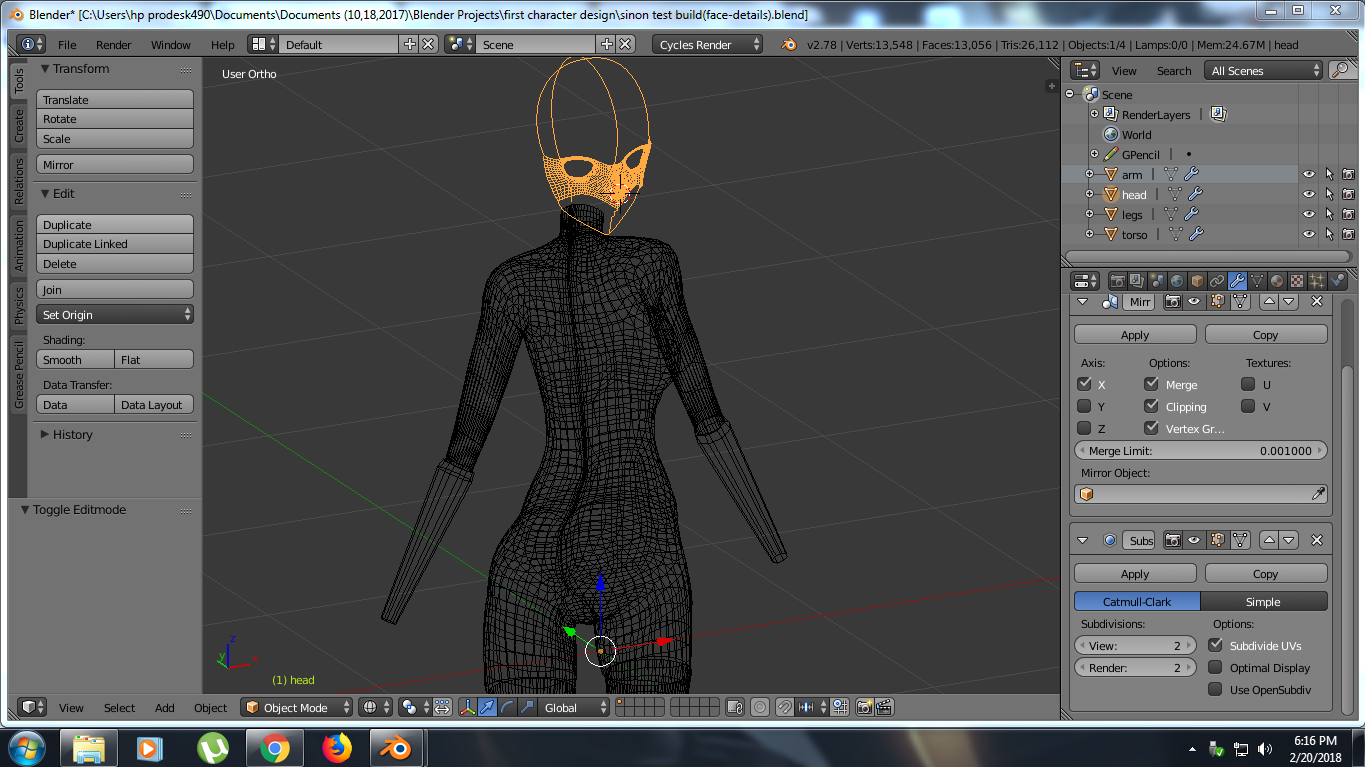 Blender* [C:\Users\hp prodesk490\Documents\Documents (10,18,2017)\Blender Projects\first character design\sinon test build(face-details).blend]
File Render Window Help Default Scene Cycles Render v2.78 | Verts:13,548 | Faces:13,056 | Tris:26,112 | Objects:1/4 | Lamps:0/0 | Mem:24.67M | head
Tools
Create
Relations
Animation
Physics
Grease Pencil
Transform
Translate
Rotate
Scale
Mirror
Edit
Duplicate
Duplicate Linked
Delete
Join
Set Origin
Shading:
Smooth Flat
Data Transfer:
Data Data Layout
History
Toggle Editmode
User Ortho
z
y
x
(1) head
View Select Add Object Object Mode Global
View Search All Scenes
Scene
RenderLayers |
World
GPencil |
arm |
head |
legs |
torso |
Mirr
Apply Copy
Axis: Options: Textures:
X Merge U
Y Clipping V
Z Vertex Gr...
Merge Limit: 0.001000
Mirror Object:
Subs
Apply Copy
Catmull-Clark Simple
Subdivisions: Options:
View: 2 Subdivide UVs
Render: 2 Optimal Display
Use OpenSubdiv
6:16 PM
2/20/2018